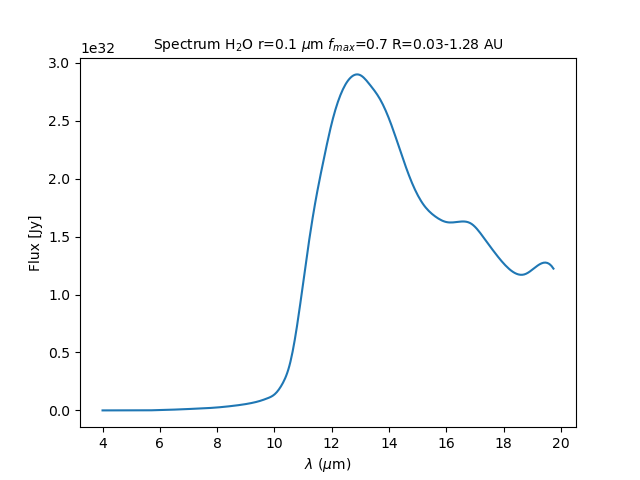 Spectrum H₂O r=0.1 μm fₘₐₓ=0.7 R=0.03-1.28 AU
1e32
3.0
2.5
2.0
1.5
1.0
0.5
0.0
Flux [Jy]
4 6 8 10 12 14 16 18 20
λ (μm)